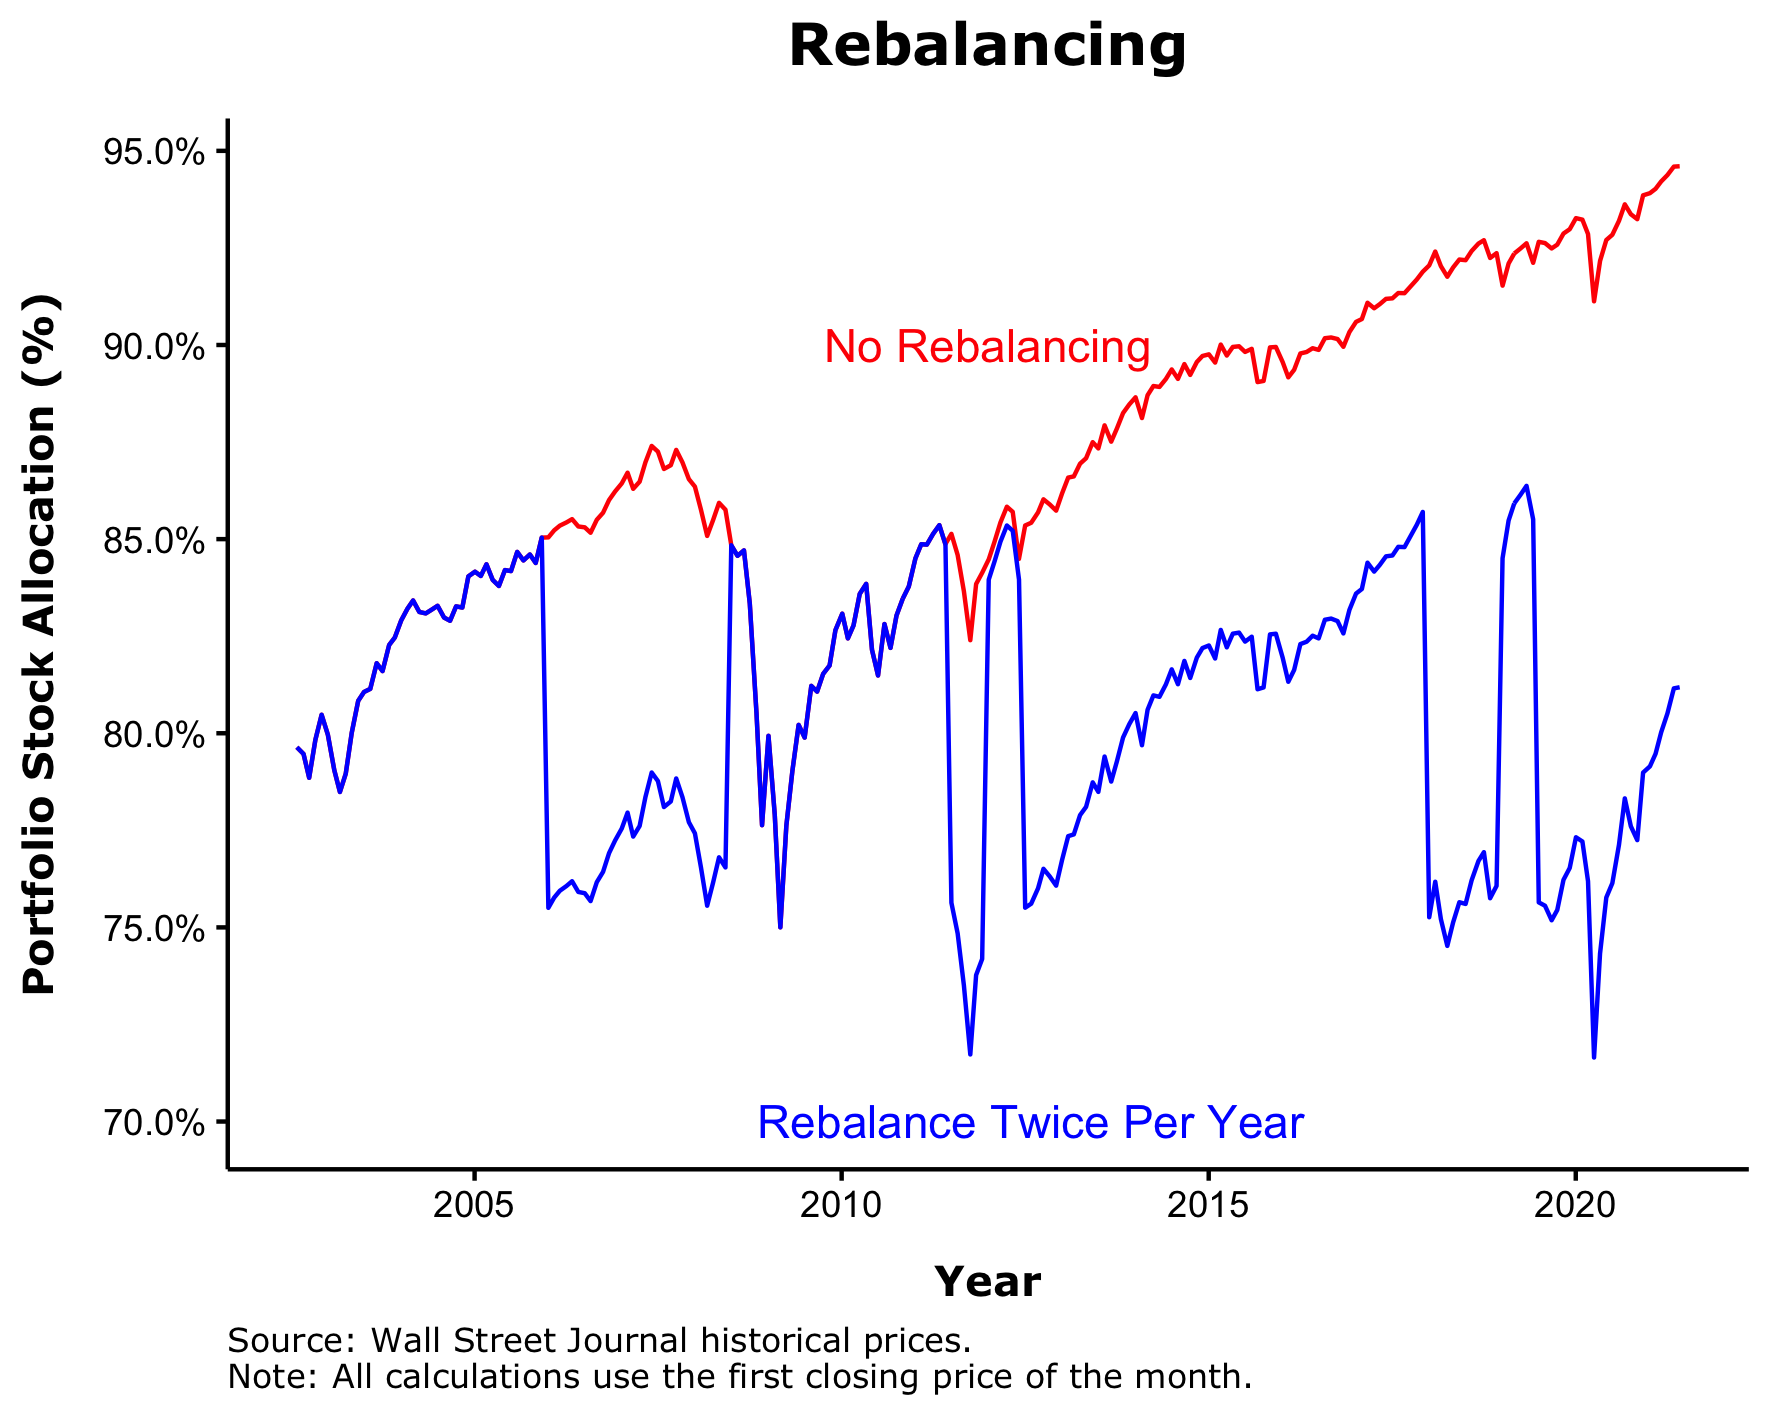 Rebalancing
Portfolio Stock Allocation (%)
95.0%
90.0%
85.0%
80.0%
75.0%
70.0%
No Rebalancing
Rebalance Twice Per Year
2005 2010 2015 2020
Year
Source: Wall Street Journal historical prices.
Note: All calculations use the first closing price of the month.